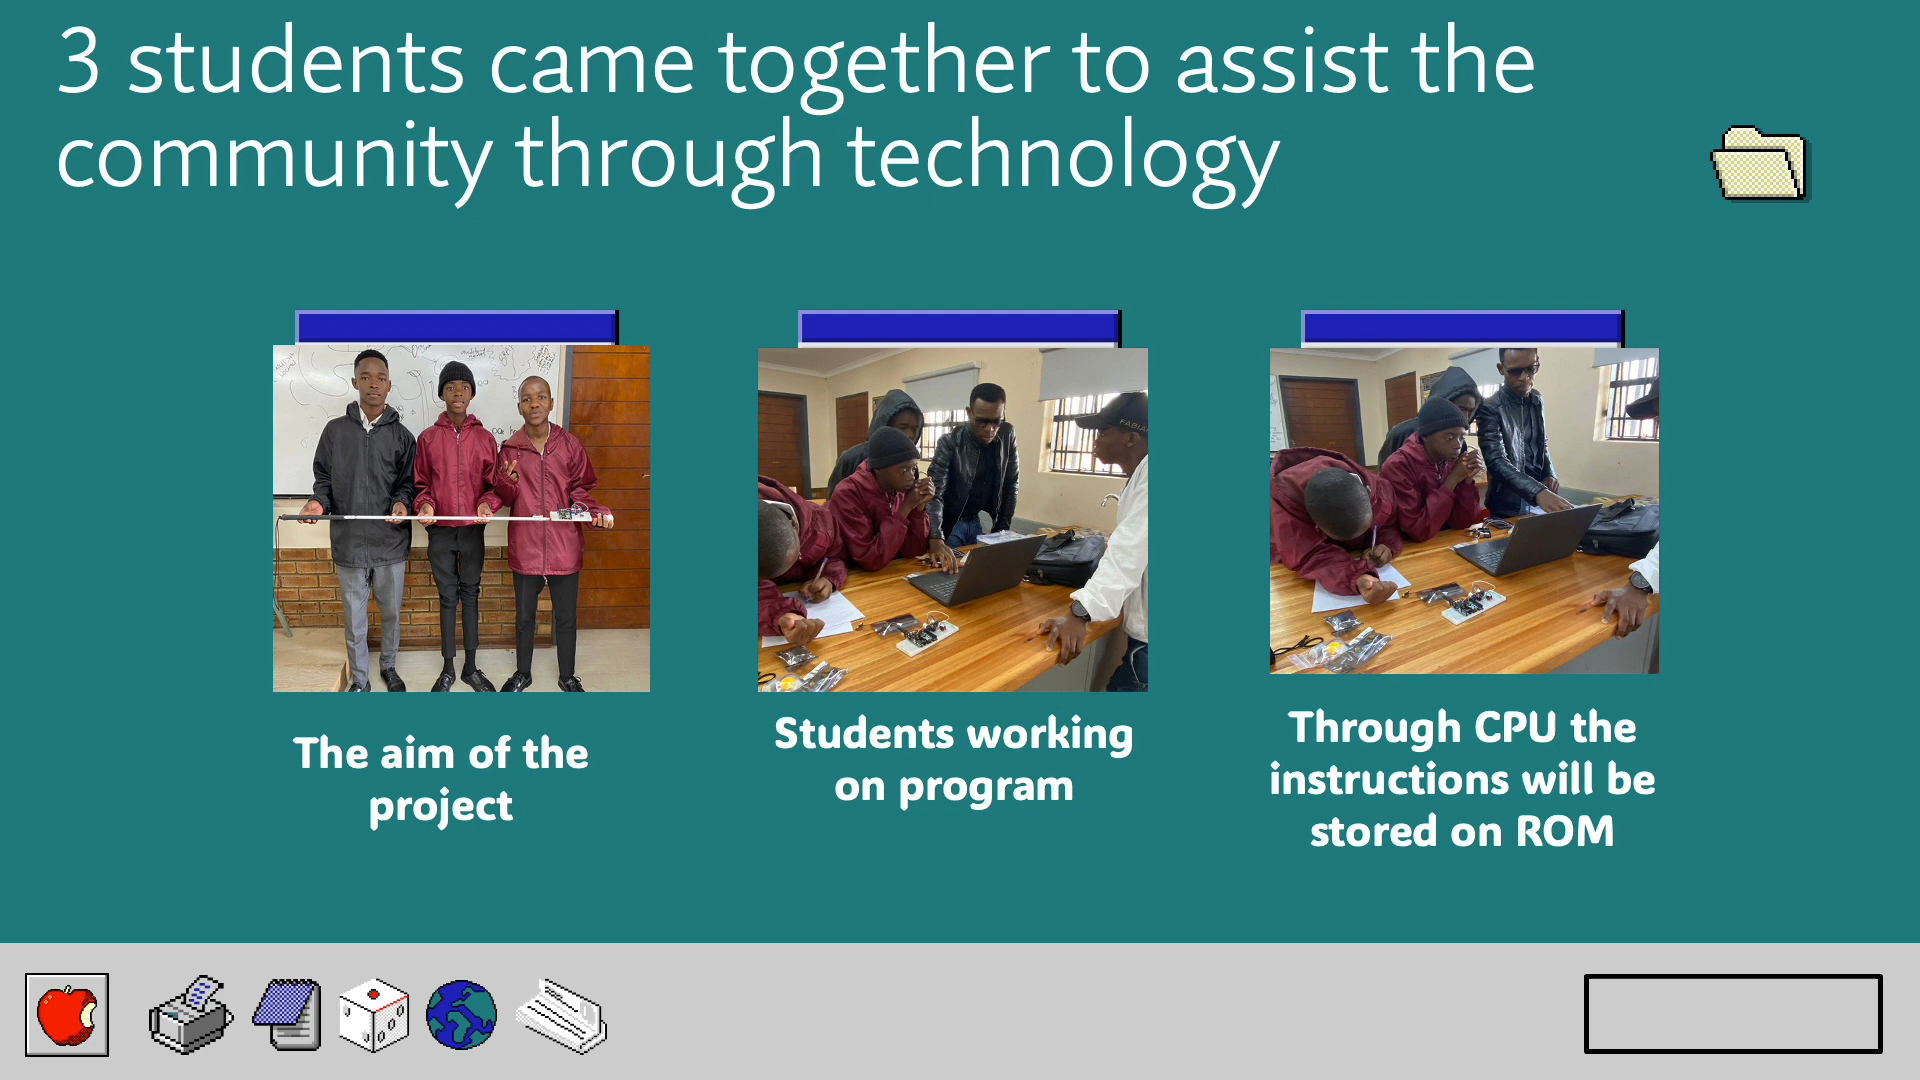 3 students came together to assist the
community through technology
FABIA
The aim of the
project
Students working
on program
Through CPU the
instructions will be
stored on ROM